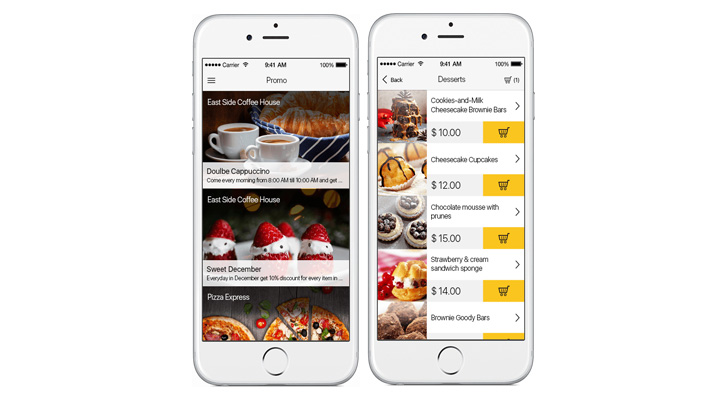 Carrier 9:41 AM 100%
Promo
East Side Coffee House
Doulbe Cappuccino
Come every morning from 8:00 AM till 10:00 AM and get ...
East Side Coffee House
Sweet December
Everyday in December get 10% discount for every item in ...
Pizza Express
Carrier 9:41 AM 100%
Back Desserts (1)
Cookies-and-Milk
Cheesecake Brownie Bars
$ 10.00
Cheesecake Cupcakes
$ 12.00
Chocolate mousse with
prunes
$ 15.00
Strawberry & cream
sandwich sponge
$ 14.00
Brownie Goody Bars